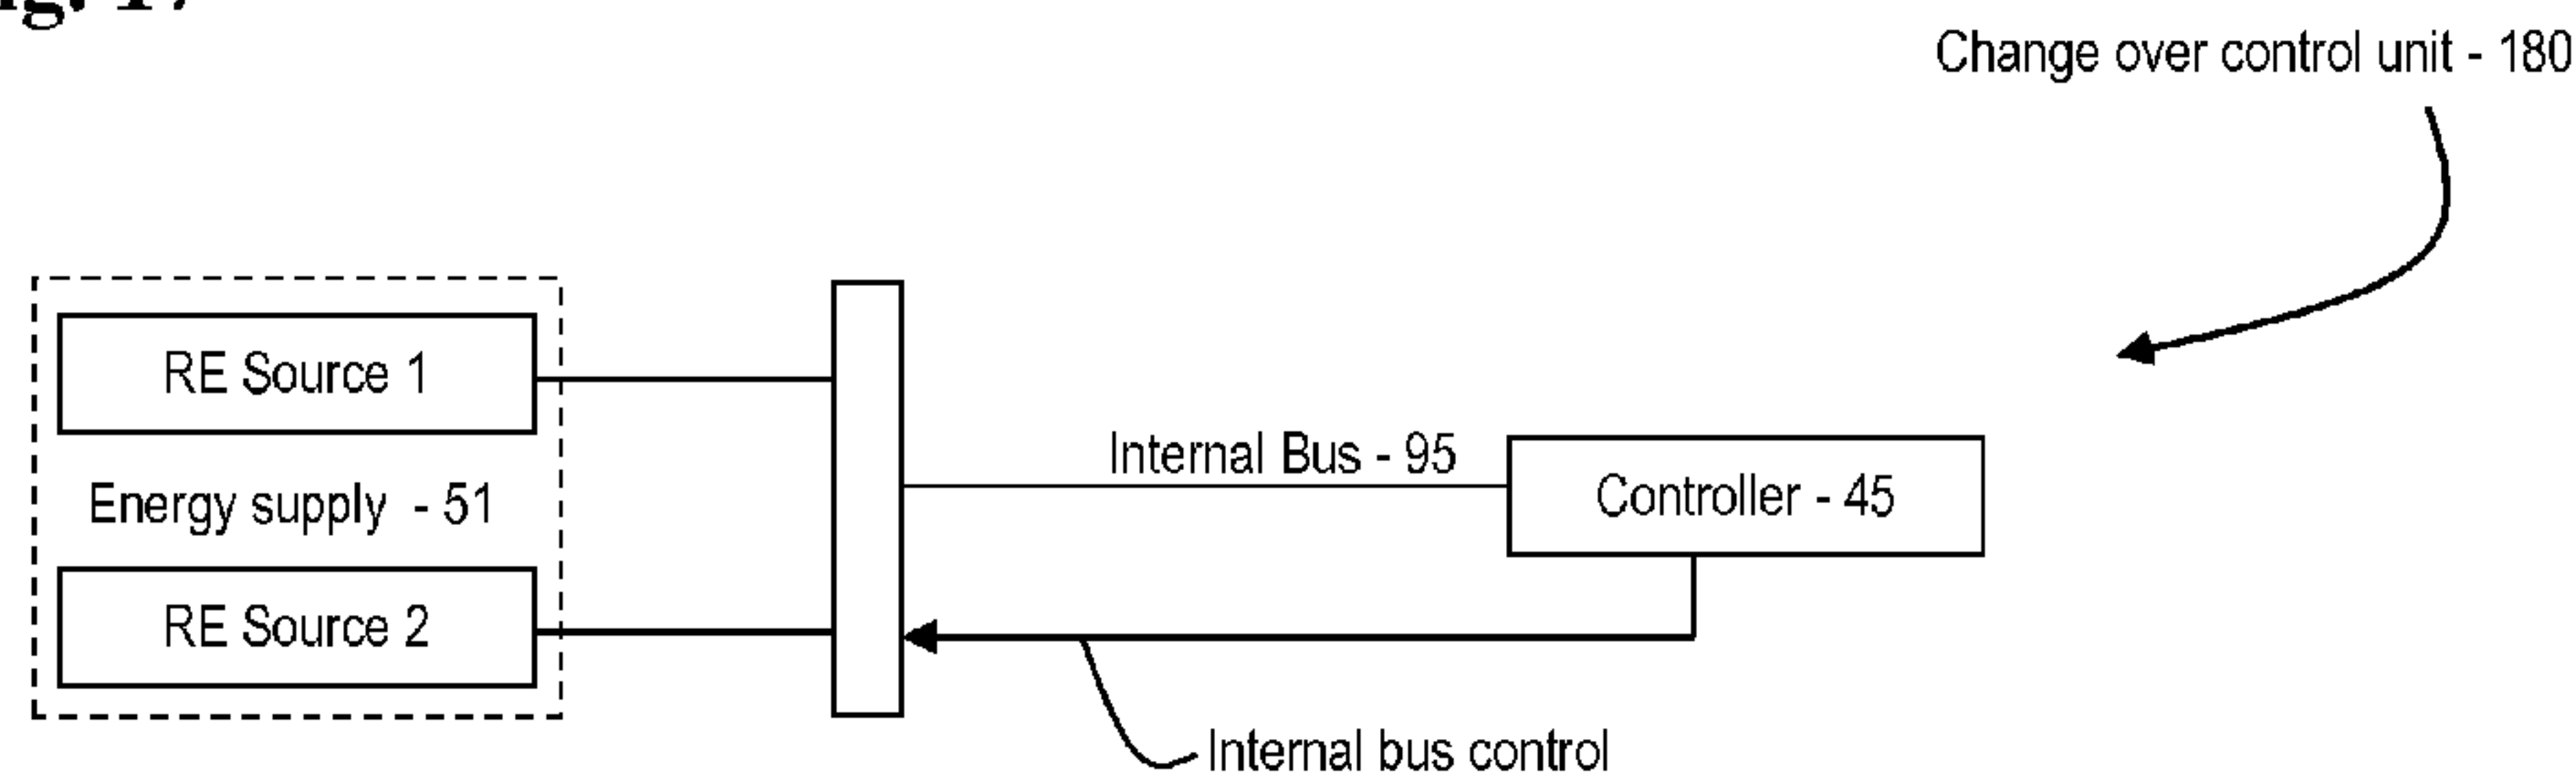 Change over control unit - 180
RE Source 1
Internal Bus - 95
Controller - 45
Energy supply - 51
RE Source 2
Internal bus control